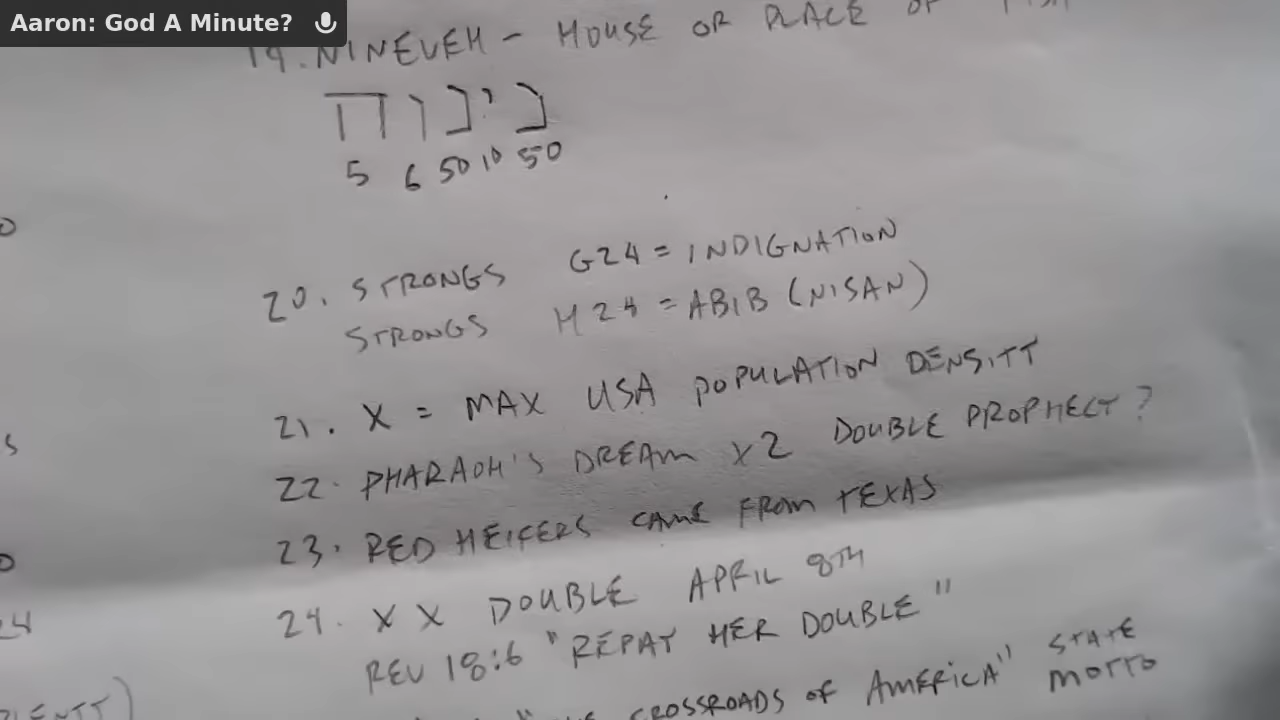 Aaron: God A Minute?
19. NINEVEH - HOUSE OR PLACE OF
נינוה
5 6 50 10 50
20. STRONGS G24 = INDIGNATION
STRONGS H24 = ABIB (NISAN)
21. X = MAX USA POPULATION DENSITY
22. PHARAOH'S DREAM X2 DOUBLE PROPHECY?
23. RED HEIFERS CAME FROM TEXAS
24. X X DOUBLE APRIL 8TH
REV 18:6 "REPAY HER DOUBLE"
CROSSROADS OF AMERICA" STATE MOTTO